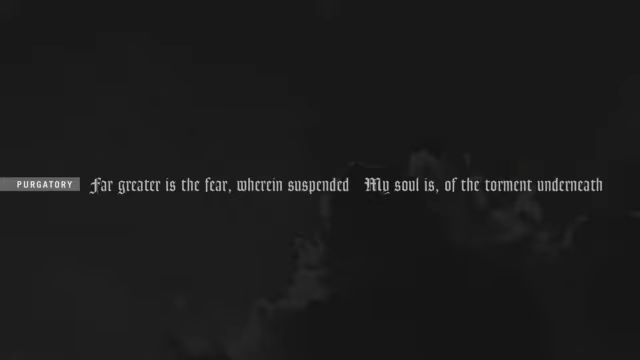 PURGATORY Far greater is the fear, wherein suspended My soul is, of the torment underneath